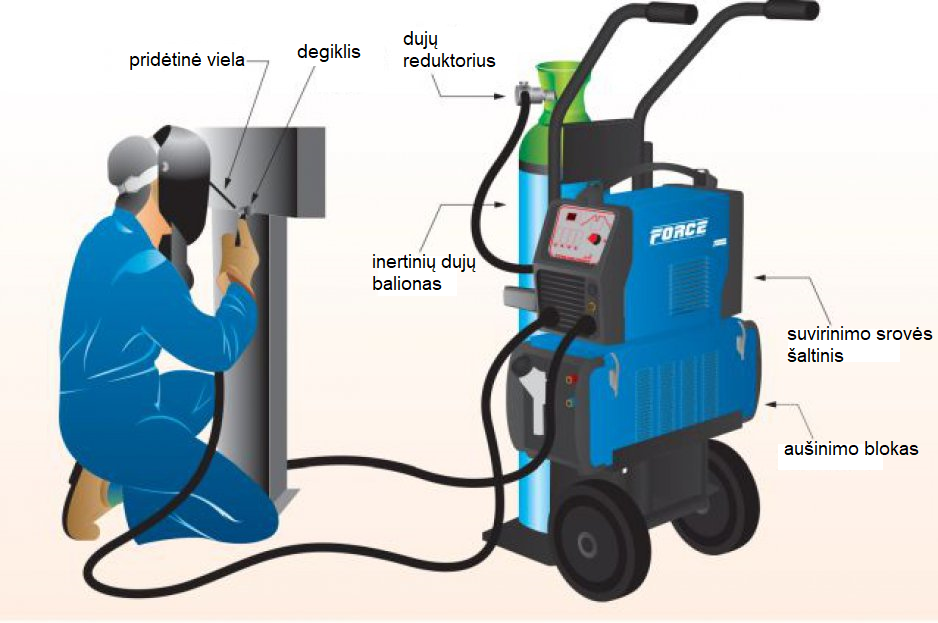 pridėtinė viela
degiklis
dujų
reduktorius
inertinių dujų
balionas
FORCE
suvirinimo srovės
šaltinis
aušinimo blokas